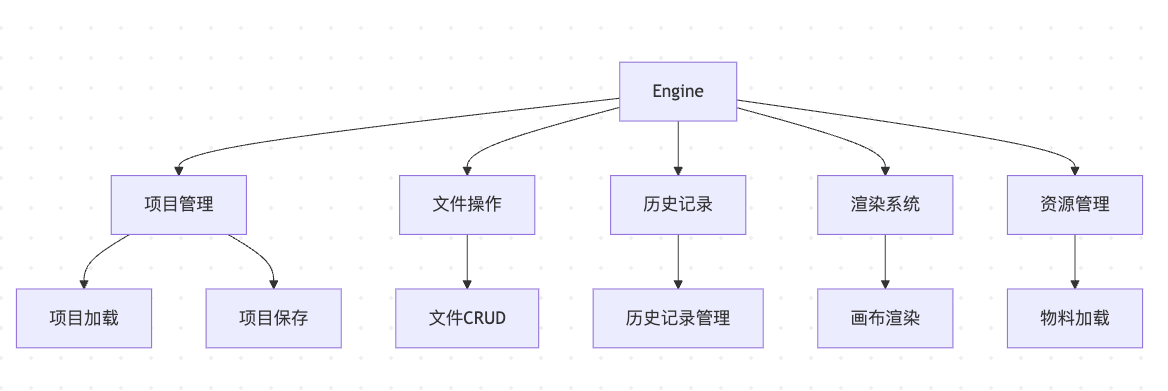 Engine
项目管理
文件操作
历史记录
渲染系统
资源管理
项目加载
项目保存
文件CRUD
历史记录管理
画布渲染
物料加载